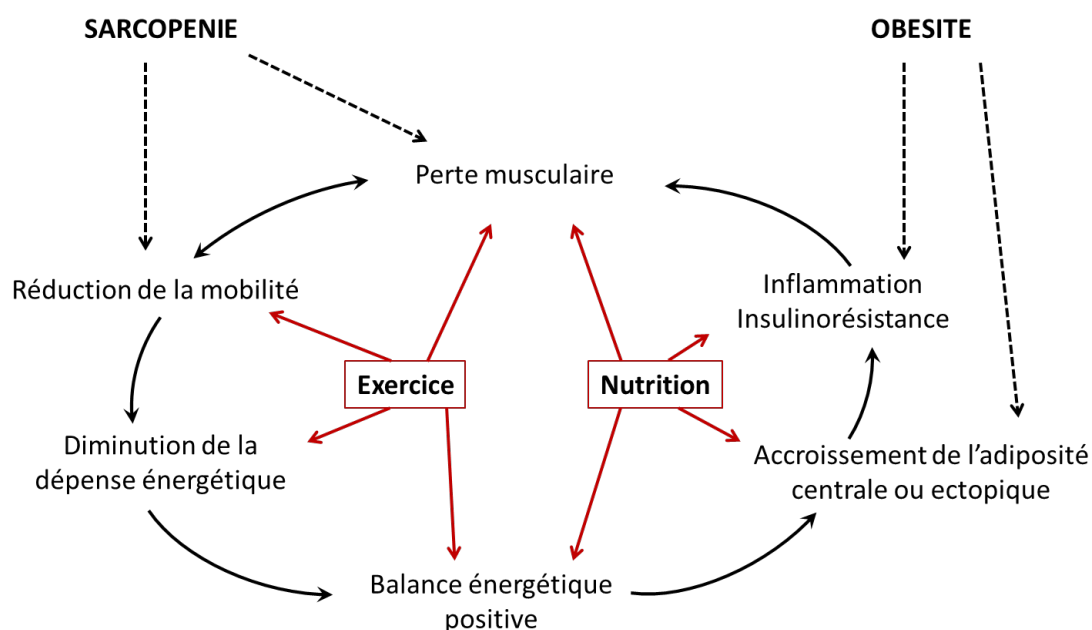 SARCOPENIE
OBESITE
Perte musculaire
Réduction de la mobilité
Inflammation
Insulinorésistance
Exercice
Nutrition
Diminution de la
dépense énergétique
Accroissement de l’adiposité
centrale ou ectopique
Balance énergétique
positive